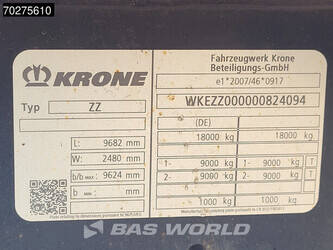 70275610
KRONE
Fahrzeugwerk Krone
Beteiligungs-GmbH
e1*2007/46*0917
Typ ZZ
WKEZZ000000824094
(DE)
L: 9682 mm
W: 2480 mm
b/b MAX: 9624 mm
b mm
18000 kg 18000 kg
1- 9000 kg 1- 9000 kg T
2- 9000 kg 2- 9000 kg T
1000 kg 1000 kg
BAS WORLD